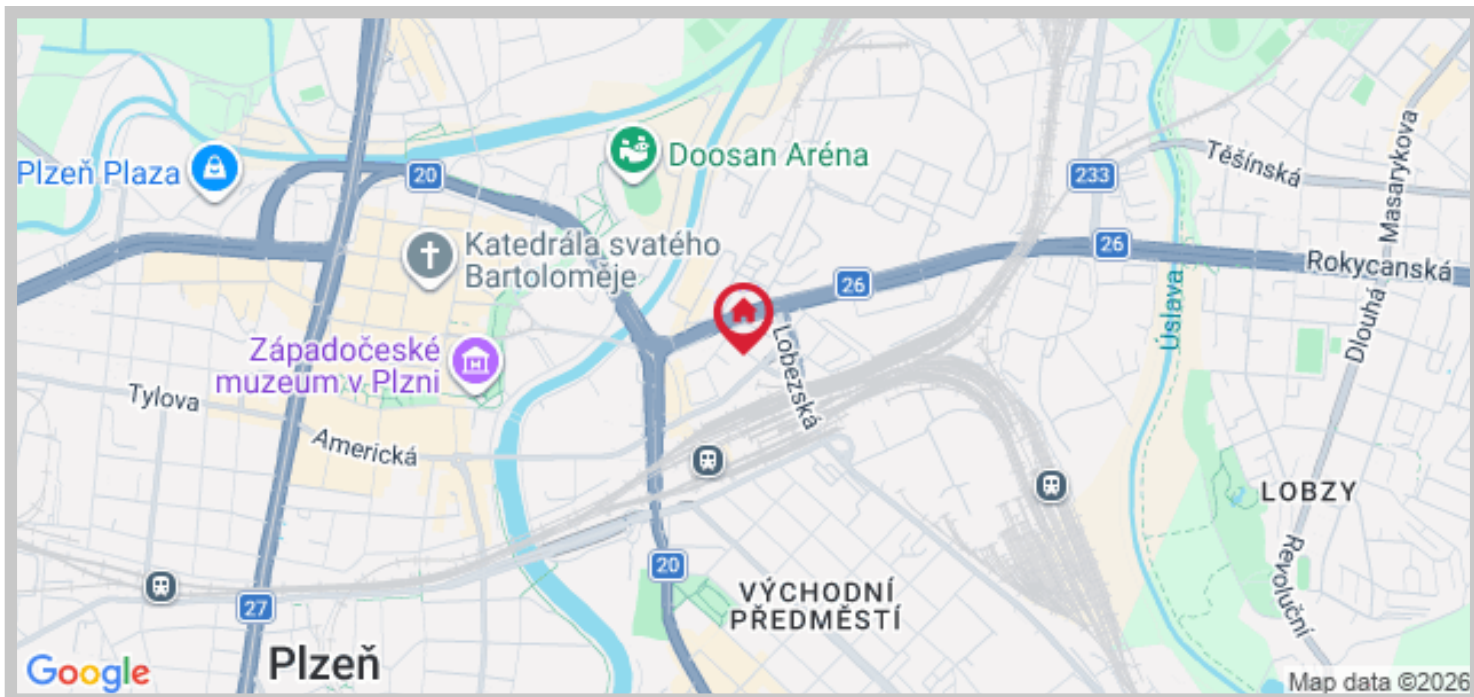 Plzeň Plaza
20
Doosan Aréna
233
Těšínská
Masarykova
Katedrála svatého
Bartoloměje
26
26
Rokycanská
Úslava
Dlouhá
Západočeské
muzeum v Plzni
Lobezská
Tylova
Americká
LOBZY
Revoluční
20
VÝCHODNÍ
PŘEDMĚSTÍ
27
Plzeň
Google
Map data ©2026